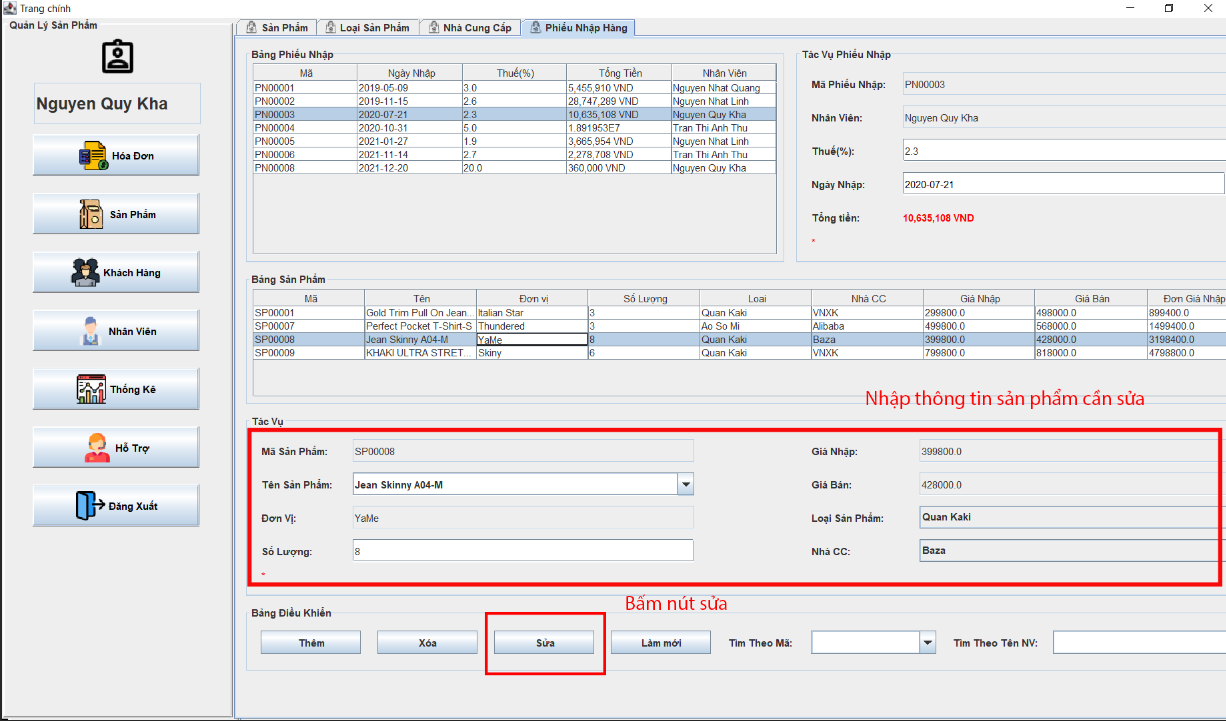 Trang chính
Quản Lý Sản Phẩm
Nguyen Quy Kha
Hóa Đơn
Sản Phẩm
Khách Hàng
Nhân Viên
Thống Kê
Hỗ Trợ
Đăng Xuất
Sản Phẩm Loại Sản Phẩm Nhà Cung Cấp Phiếu Nhập Hàng
Bảng Phiếu Nhập
Mã Ngày Nhập Thuế(%) Tổng Tiền Nhân Viên
PN00001 2019-05-09 3.0 5,455,910 VND Nguyen Nhat Quang
PN00002 2019-11-15 2.6 28,747,289 VND Nguyen Nhat Linh
PN00003 2020-07-21 2.3 10,635,108 VND Nguyen Quy Kha
PN00004 2020-10-31 5.0 1.891953E7 Tran Thi Anh Thu
PN00005 2021-01-27 1.9 3,665,954 VND Nguyen Nhat Linh
PN00006 2021-11-14 2.7 2,278,708 VND Tran Thi Anh Thu
PN00008 2021-12-20 20.0 360,000 VND Nguyen Quy Kha
Tác Vụ Phiếu Nhập
Mã Phiếu Nhập: PN00003
Nhân Viên: Nguyen Quy Kha
Thuế(%): 2.3
Ngày Nhập: 2020-07-21
Tổng tiền: 10,635,108 VND
*
Bảng Sản Phẩm
Mã Tên Đơn vị Số Lượng Loai Nhà CC Giá Nhập Giá Bán Đơn Giá Nhập
SP00001 Gold Trim Pull On Jean... Italian Star 3 Quan Kaki VNXK 299800.0 498000.0 899400.0
SP00007 Perfect Pocket T-Shirt-S Thundered 3 Ao So Mi Alibaba 499800.0 568000.0 1499400.0
SP00008 Jean Skinny A04-M YaMe 8 Quan Kaki Baza 399800.0 428000.0 3198400.0
SP00009 KHAKI ULTRA STRET... Skiny 6 Quan Kaki VNXK 799800.0 818000.0 4798800.0
Nhập thông tin sản phẩm cần sửa
Tác Vụ
Mã Sản Phẩm: SP00008 Giá Nhập: 399800.0
Tên Sản Phẩm: Jean Skinny A04-M Giá Bán: 428000.0
Đơn Vị: YaMe Loại Sản Phẩm: Quan Kaki
Số Lượng: 8 Nhà CC: Baza
*
Bấm nút sửa
Bảng Điều Khiển
Thêm Xóa Sửa Làm mới Tìm Theo Mã: Tìm Theo Tên NV: